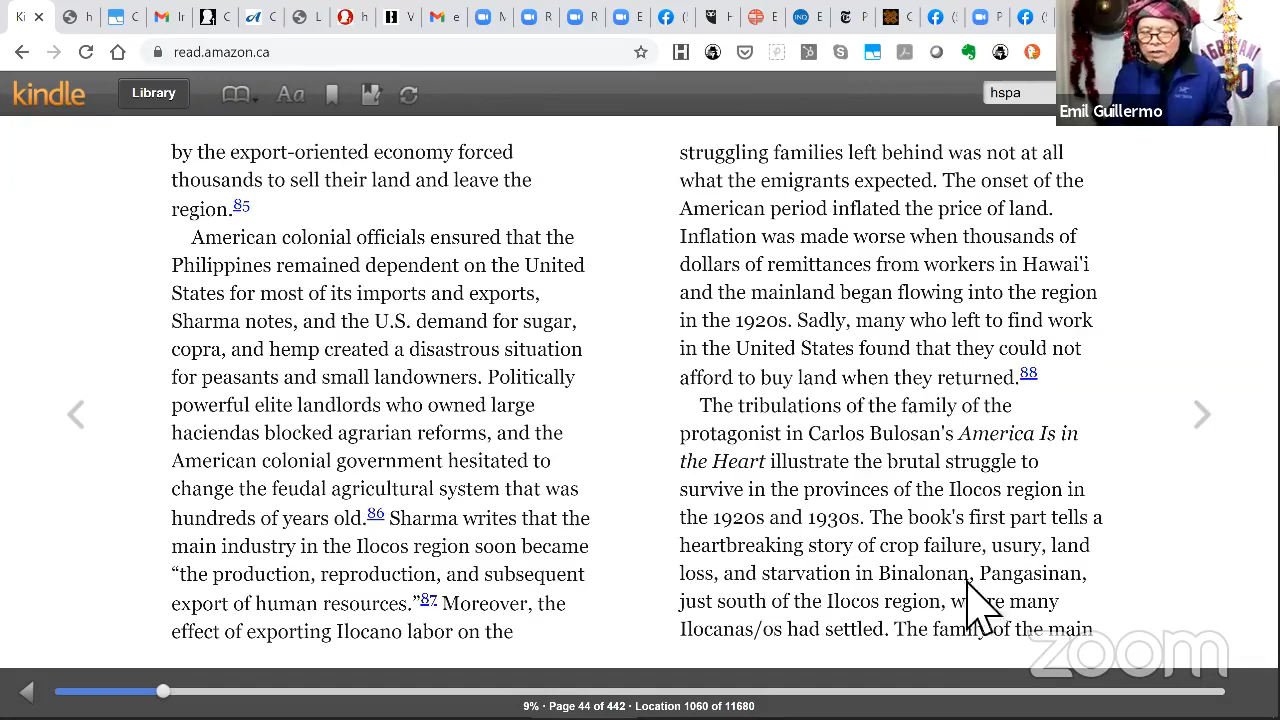 Ki
C
M
Ir
C
C
L
h
V
e
M
R
R
E
(
E
E
P
C
(
P
(
read.amazon.ca
kindle
Library
Aa
hspa
Emil Guillermo
by the export-oriented economy forced
thousands to sell their land and leave the
region.85
American colonial officials ensured that the
Philippines remained dependent on the United
States for most of its imports and exports,
Sharma notes, and the U.S. demand for sugar,
copra, and hemp created a disastrous situation
for peasants and small landowners. Politically
powerful elite landlords who owned large
haciendas blocked agrarian reforms, and the
American colonial government hesitated to
change the feudal agricultural system that was
hundreds of years old.86 Sharma writes that the
main industry in the Ilocos region soon became
“the production, reproduction, and subsequent
export of human resources.”87 Moreover, the
effect of exporting Ilocano labor on the
struggling families left behind was not at all
what the emigrants expected. The onset of the
American period inflated the price of land.
Inflation was made worse when thousands of
dollars of remittances from workers in Hawai'i
and the mainland began flowing into the region
in the 1920s. Sadly, many who left to find work
in the United States found that they could not
afford to buy land when they returned.88
The tribulations of the family of the
protagonist in Carlos Bulosan's America Is in
the Heart illustrate the brutal struggle to
survive in the provinces of the Ilocos region in
the 1920s and 1930s. The book's first part tells a
heartbreaking story of crop failure, usury, land
loss, and starvation in Binalonan, Pangasinan,
just south of the Ilocos region, where many
Ilocanas/os had settled. The family of the main
zoom
9% • Page 44 of 442 • Location 1060 of 11680